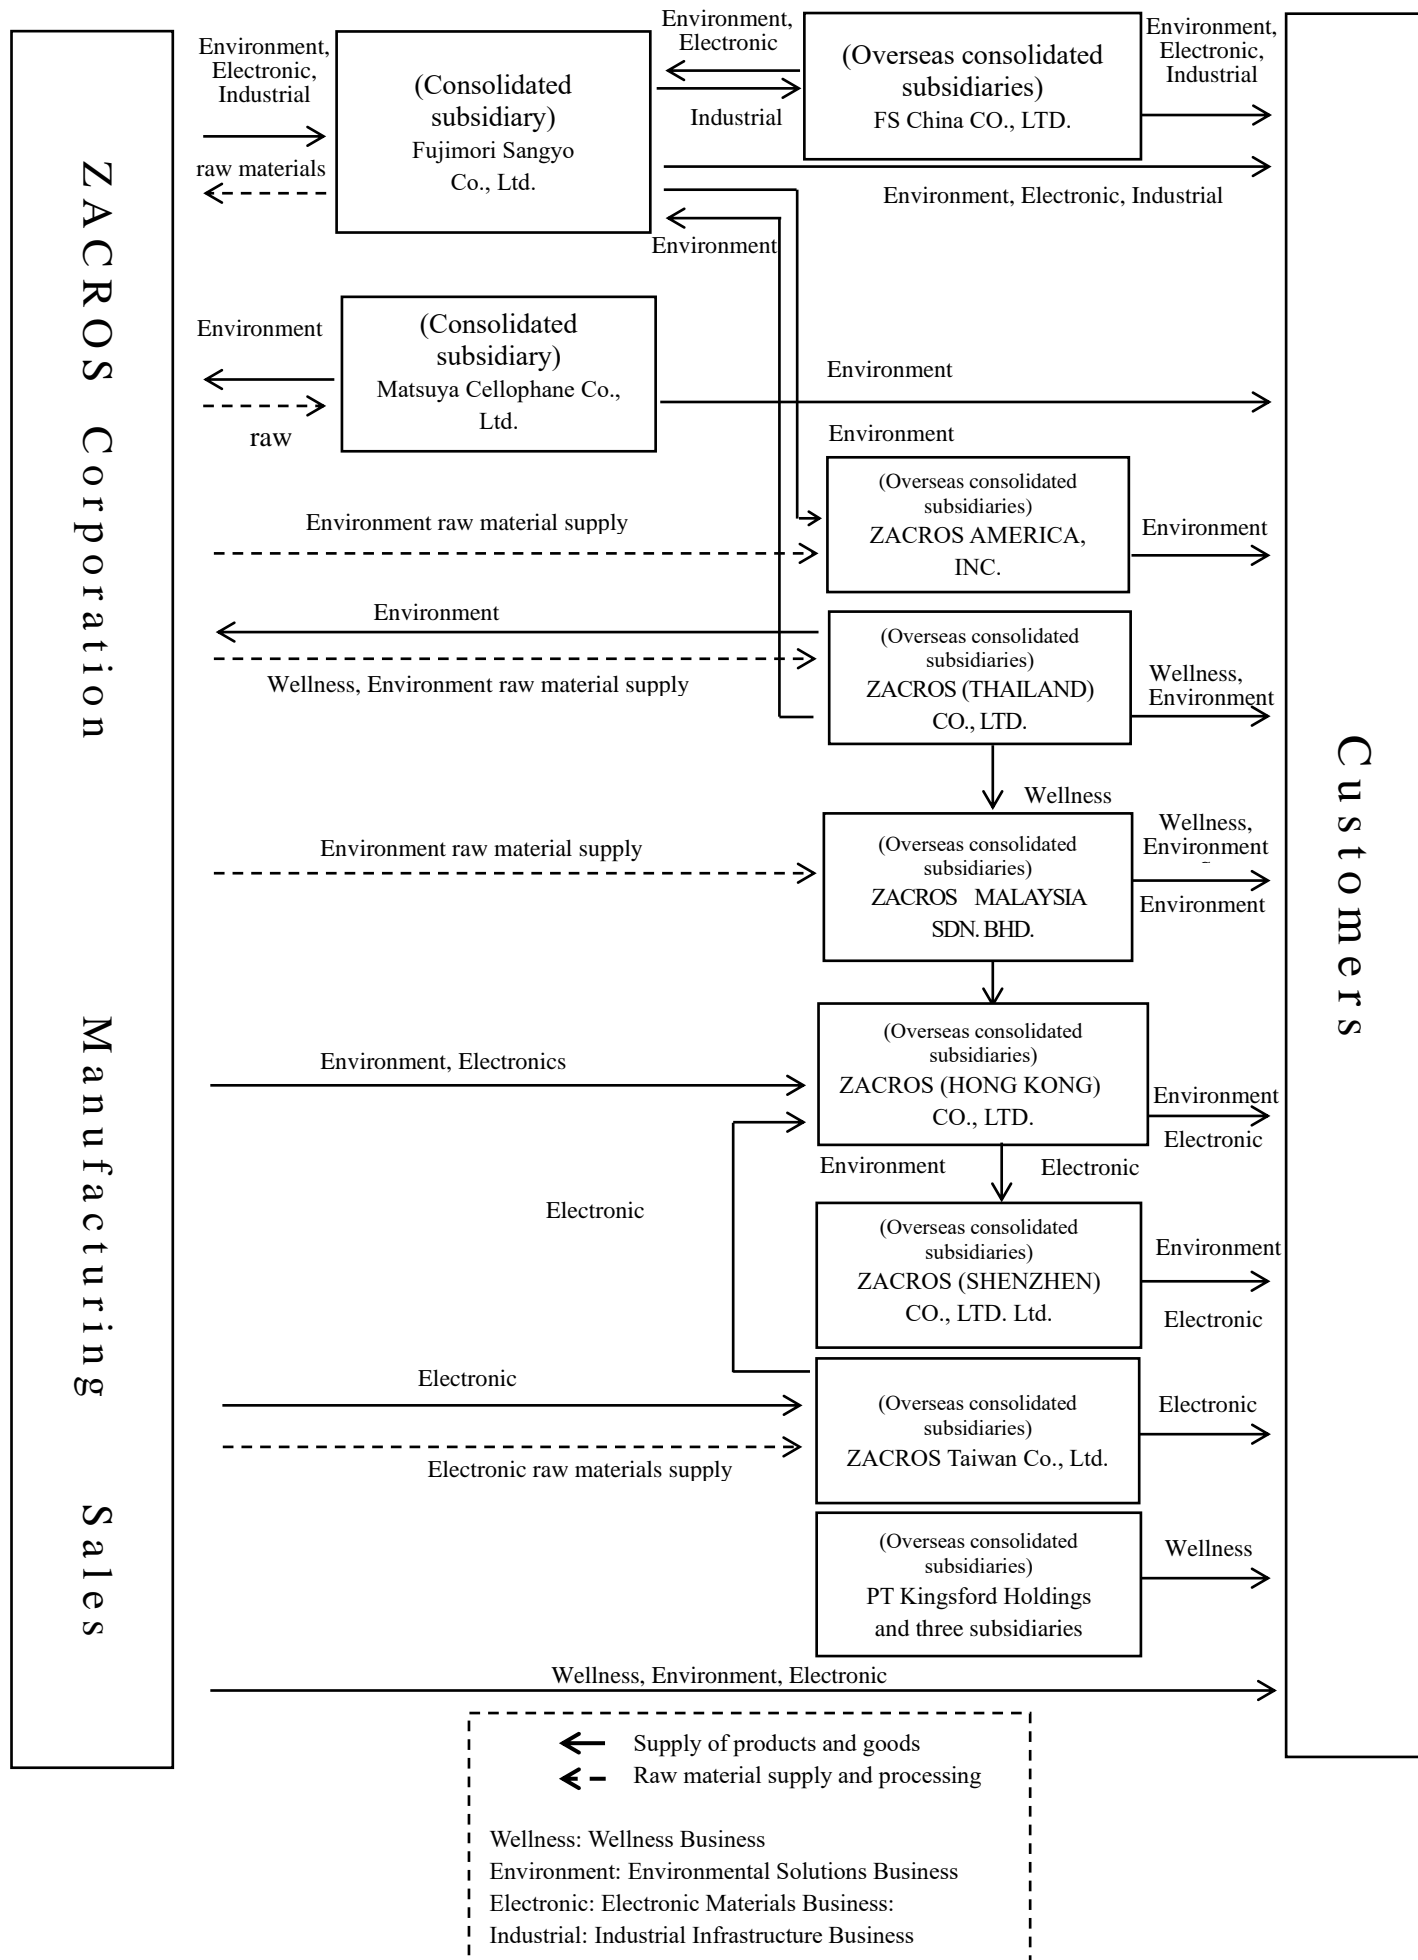 ZACROS Corporation Manufacturing Sales
Environment,
Electronic,
Industrial
raw materials
(Consolidated
subsidiary)
Fujimori Sangyo
Co., Ltd.
Environment,
Electronic
Industrial
(Overseas consolidated
subsidiaries)
FS China CO., LTD.
Environment,
Electronic,
Industrial
Environment, Electronic, Industrial
Environment
Environment
raw
(Consolidated
subsidiary)
Matsuya Cellophane Co.,
Ltd.
Environment
Environment
Environment raw material supply
(Overseas consolidated
subsidiaries)
ZACROS AMERICA,
INC.
Environment
Environment
Wellness, Environment raw material supply
(Overseas consolidated
subsidiaries)
ZACROS (THAILAND)
CO., LTD.
Wellness,
Environment
Wellness
Environment raw material supply
(Overseas consolidated
subsidiaries)
ZACROS MALAYSIA
SDN. BHD.
Wellness,
Environment
Environment
Environment, Electronics
(Overseas consolidated
subsidiaries)
ZACROS (HONG KONG)
CO., LTD.
Environment
Electronic
Environment
Electronic
Electronic
(Overseas consolidated
subsidiaries)
ZACROS (SHENZHEN)
CO., LTD. Ltd.
Environment
Electronic
Electronic
Electronic raw materials supply
(Overseas consolidated
subsidiaries)
ZACROS Taiwan Co., Ltd.
Electronic
(Overseas consolidated
subsidiaries)
PT Kingsford Holdings
and three subsidiaries
Wellness
Wellness, Environment, Electronic
Customers
Supply of products and goods
Raw material supply and processing
Wellness: Wellness Business
Environment: Environmental Solutions Business
Electronic: Electronic Materials Business:
Industrial: Industrial Infrastructure Business